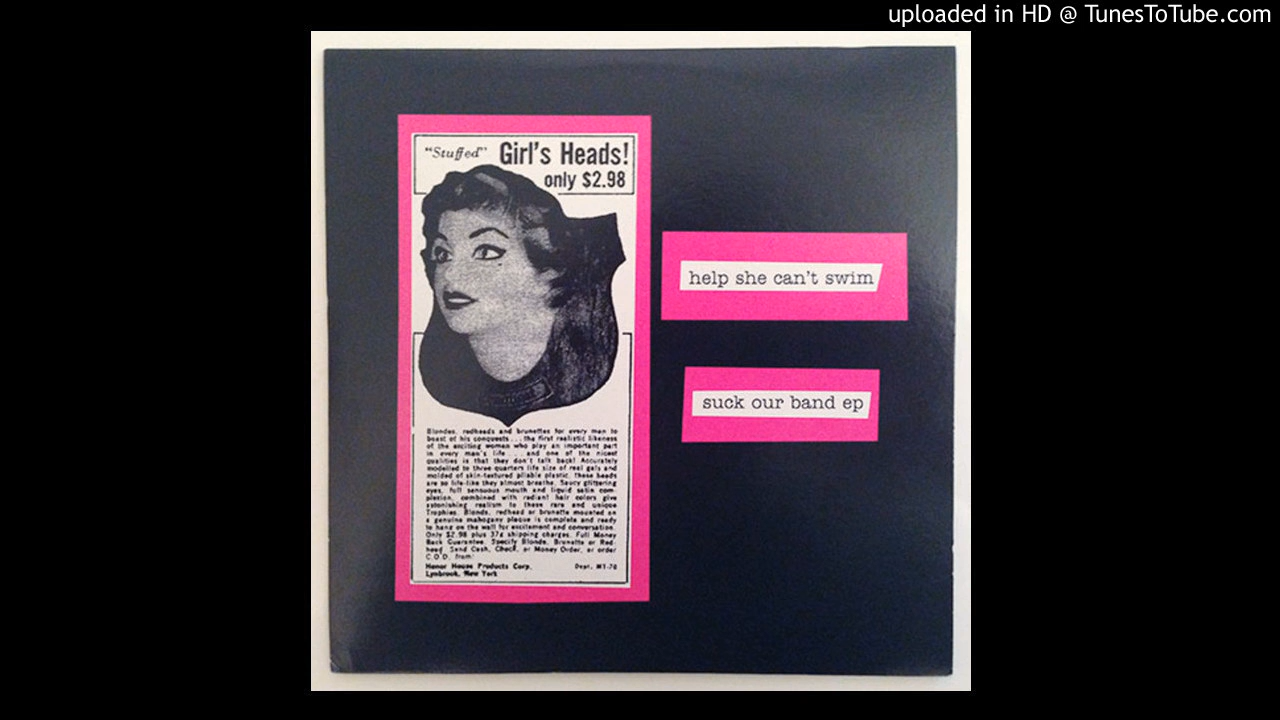 uploaded in HD @ TunesToTube.com
"Stuffed" Girl's Heads!
only $2.98
help she can't swim
suck our band ep
Blondes, redheads and brunettes for every man to
boast of his conquests . . . the first realistic likeness
of the exciting woman who play an important part
in every man's life . . . and one of the nicest
qualities is that they don't talk back! Accurately
modelled to three quarters life size of real gals and
molded of skin-textured pliable plastic, these heads
are so life-like they almost breathe. Saucy glittering
eyes, full sensuous mouth and liquid satin com-
plexion, combined with radiant hair colors give
astonishing realism to these rare and unique
Trophies. Blonde, redhead or brunette mounted on
a genuine mahogany plaque is complete and ready
to hang on the wall for excitement and conversation.
Only $2.98 plus 37¢ shipping charges. Full Money
Back Guarantee. Specify Blonde, Brunette or Red-
head. Send Cash, Check, or Money Order, or order
C.O.D. from:
Honor House Products Corp.
Lynbrook, New York
Dept. MT-70